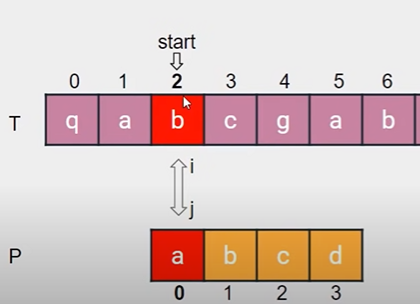 start
0 1 2 3 4 5 6
T q a b c g a b
i
j
P a b c d
0 1 2 3